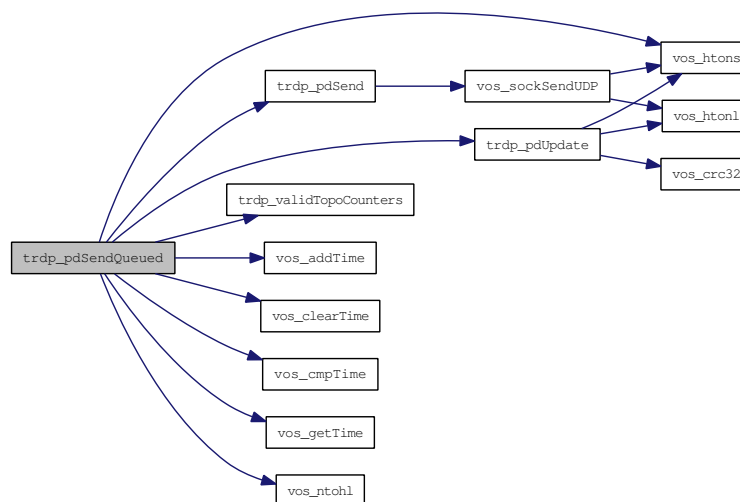 vos_htons
trdp_pdSend
vos_sockSendUDP
vos_htonl
trdp_pdUpdate
vos_crc32
trdp_validTopoCounters
trdp_pdSendQueued
vos_addTime
vos_clearTime
vos_cmpTime
vos_getTime
vos_ntohl